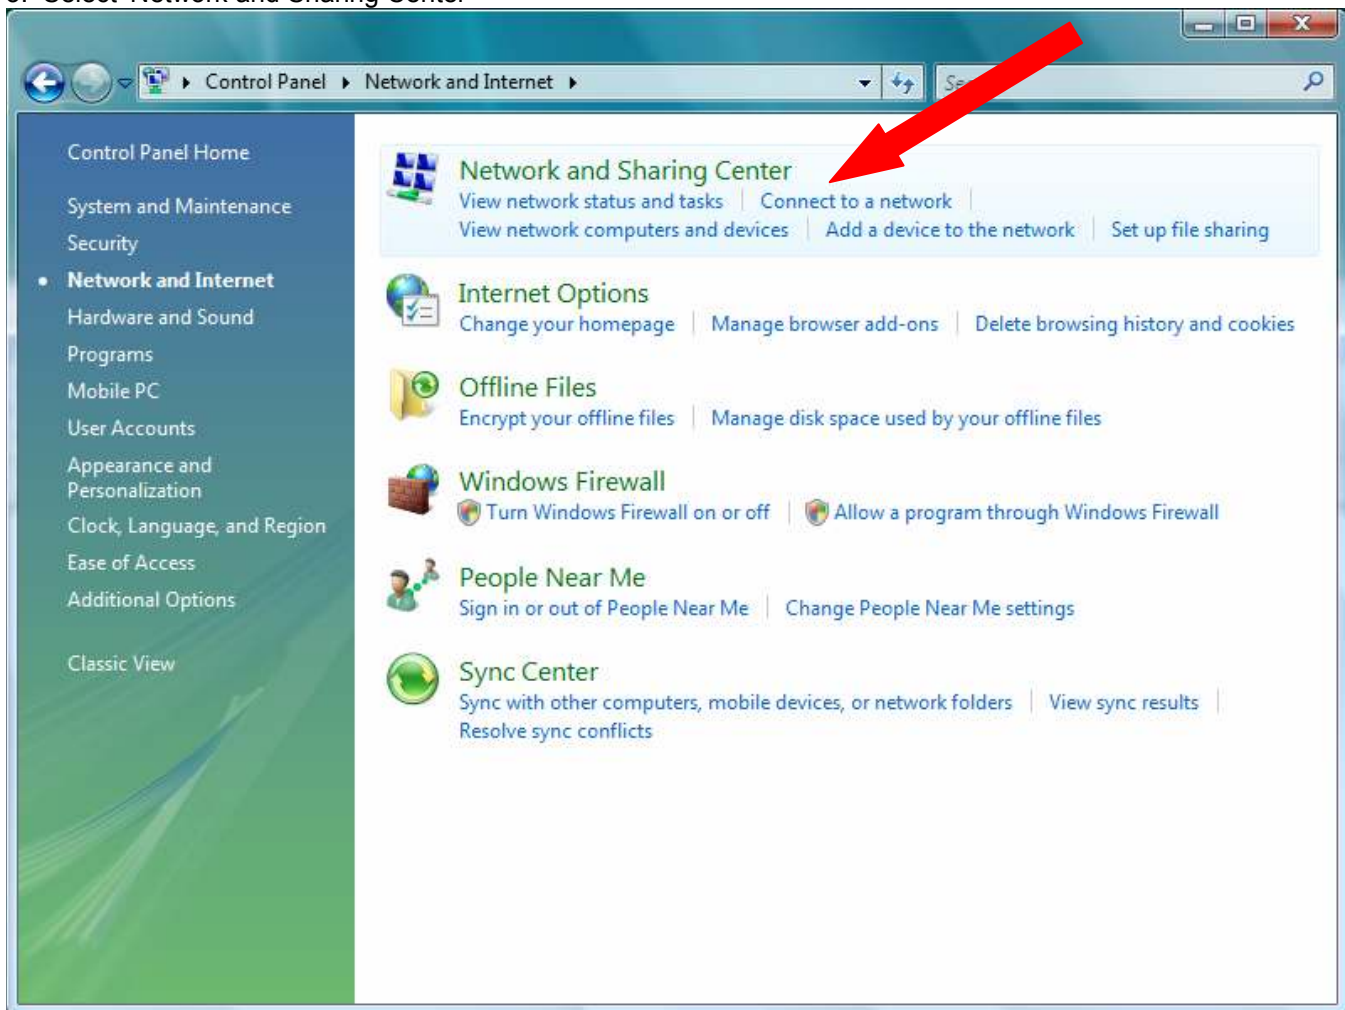 Select 'Network and Sharing Center'
Control Panel Network and Internet
Control Panel Home
System and Maintenance
Security
Network and Internet
Hardware and Sound
Programs
Mobile PC
User Accounts
Appearance and
Personalization
Clock, Language, and Region
Ease of Access
Additional Options
Classic View
Network and Sharing Center
View network status and tasks Connect to a network
View network computers and devices Add a device to the network Set up file sharing
Internet Options
Change your homepage Manage browser add-ons Delete browsing history and cookies
Offline Files
Encrypt your offline files Manage disk space used by your offline files
Windows Firewall
Turn Windows Firewall on or off Allow a program through Windows Firewall
People Near Me
Sign in or out of People Near Me Change People Near Me settings
Sync Center
Sync with other computers, mobile devices, or network folders View sync results
Resolve sync conflicts